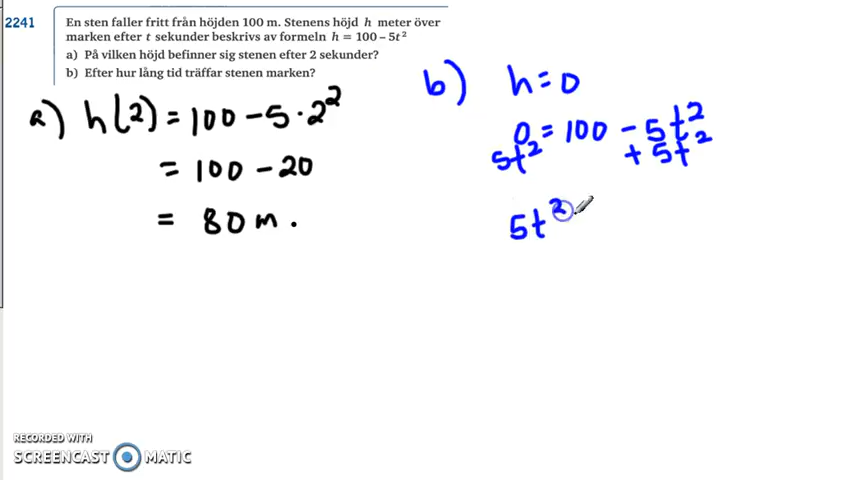 2241
En sten faller fritt från höjden 100 m. Stenens höjd h meter över
marken efter t sekunder beskrivs av formeln h = 100 – 5t²
a) På vilken höjd befinner sig stenen efter 2 sekunder?
b) Efter hur lång tid träffar stenen marken?
a) h(2) = 100 – 5 · 2²
= 100 – 20
= 80 m.
b) h = 0
0 = 100 – 5t²
5t² + 5t²
5t²
RECORDED WITH
SCREENCAST MATIC